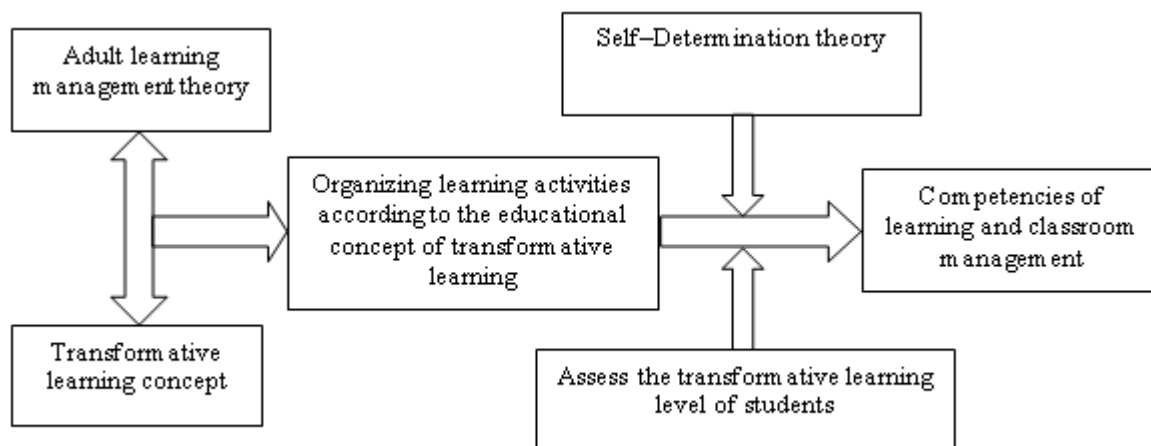 Adult learning
management theory
Self–Determination theory
Organizing learning activities
according to the educational
concept of transformative
learning
Competencies of
learning and classroom
management
Transformative
learning concept
Assess the transformative learning
level of students